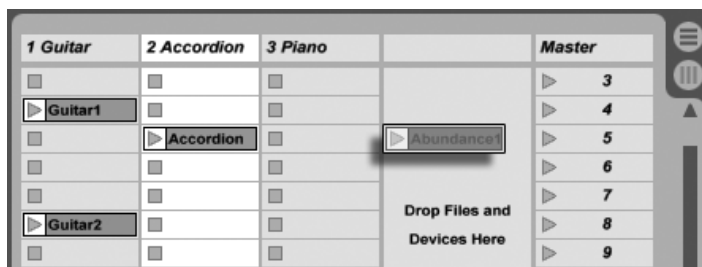 1 Guitar 2 Accordion 3 Piano Master
3
Guitar1 4
Accordion Abundance1 5
6
7
Drop Files and
Guitar2 8
Devices Here
9